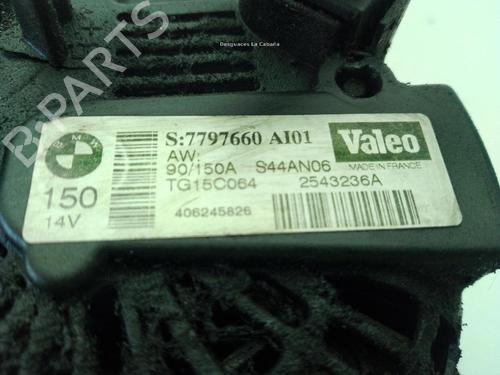 Desguaces La Cabaña
B-PARTS
BMW
S:7797660 AI01
Valeo
AW:
90/150A S44AN06
MADE IN FRANCE
150
TG15C064 2543236A
14V
406245826